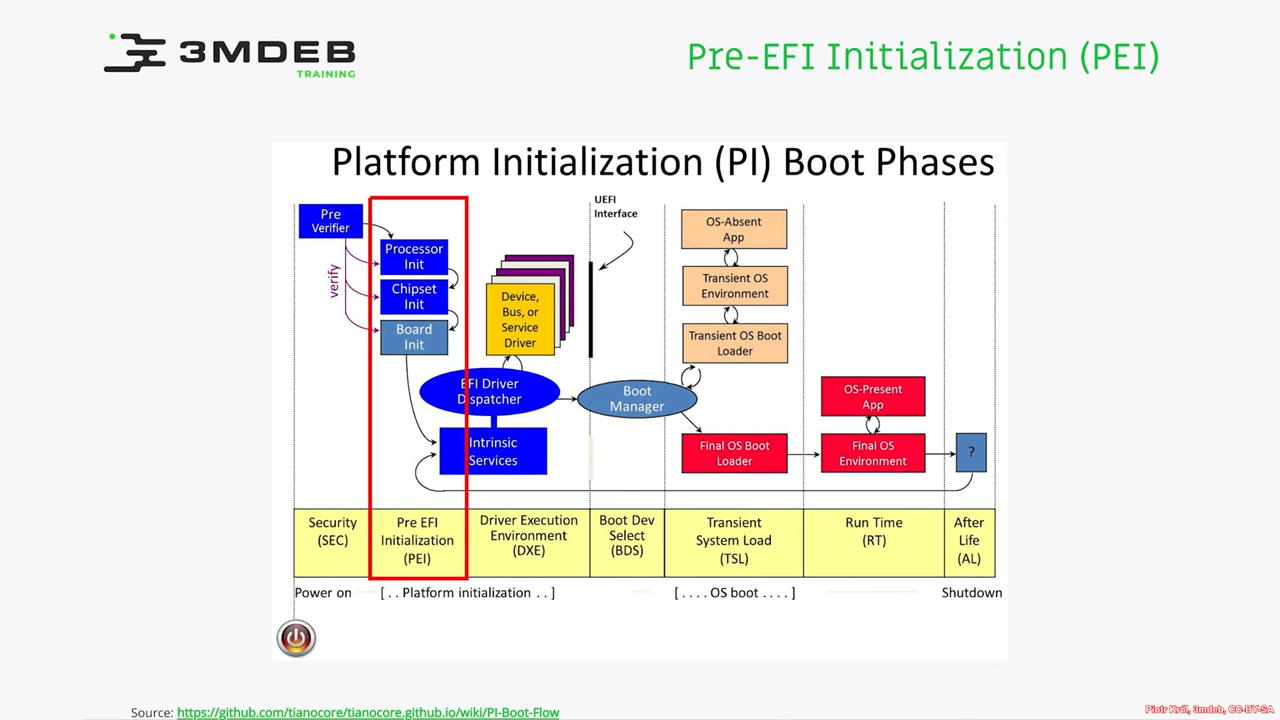 3MDEB
TRAINING
Pre-EFI Initialization (PEI)
Platform Initialization (PI) Boot Phases
Pre
Verifier
verify
Processor
Init
Chipset
Init
Board
Init
Device,
Bus, or
Service
Driver
EFI Driver
Dispatcher
Intrinsic
Services
UEFI
Interface
Boot
Manager
OS-Absent
App
Transient OS
Environment
Transient OS Boot
Loader
Final OS Boot
Loader
OS-Present
App
Final OS
Environment
?
Security
(SEC)
Pre EFI
Initialization
(PEI)
Driver Execution
Environment
(DXE)
Boot Dev
Select
(BDS)
Transient
System Load
(TSL)
Run Time
(RT)
After
Life
(AL)
Power on
[ . . Platform initialization . . ]
[ . . . . OS boot . . . . ]
Shutdown
Source: https://github.com/tianocore/tianocore.github.io/wiki/PI-Boot-Flow
Piotr Król, 3mdeb, CC-BY-SA